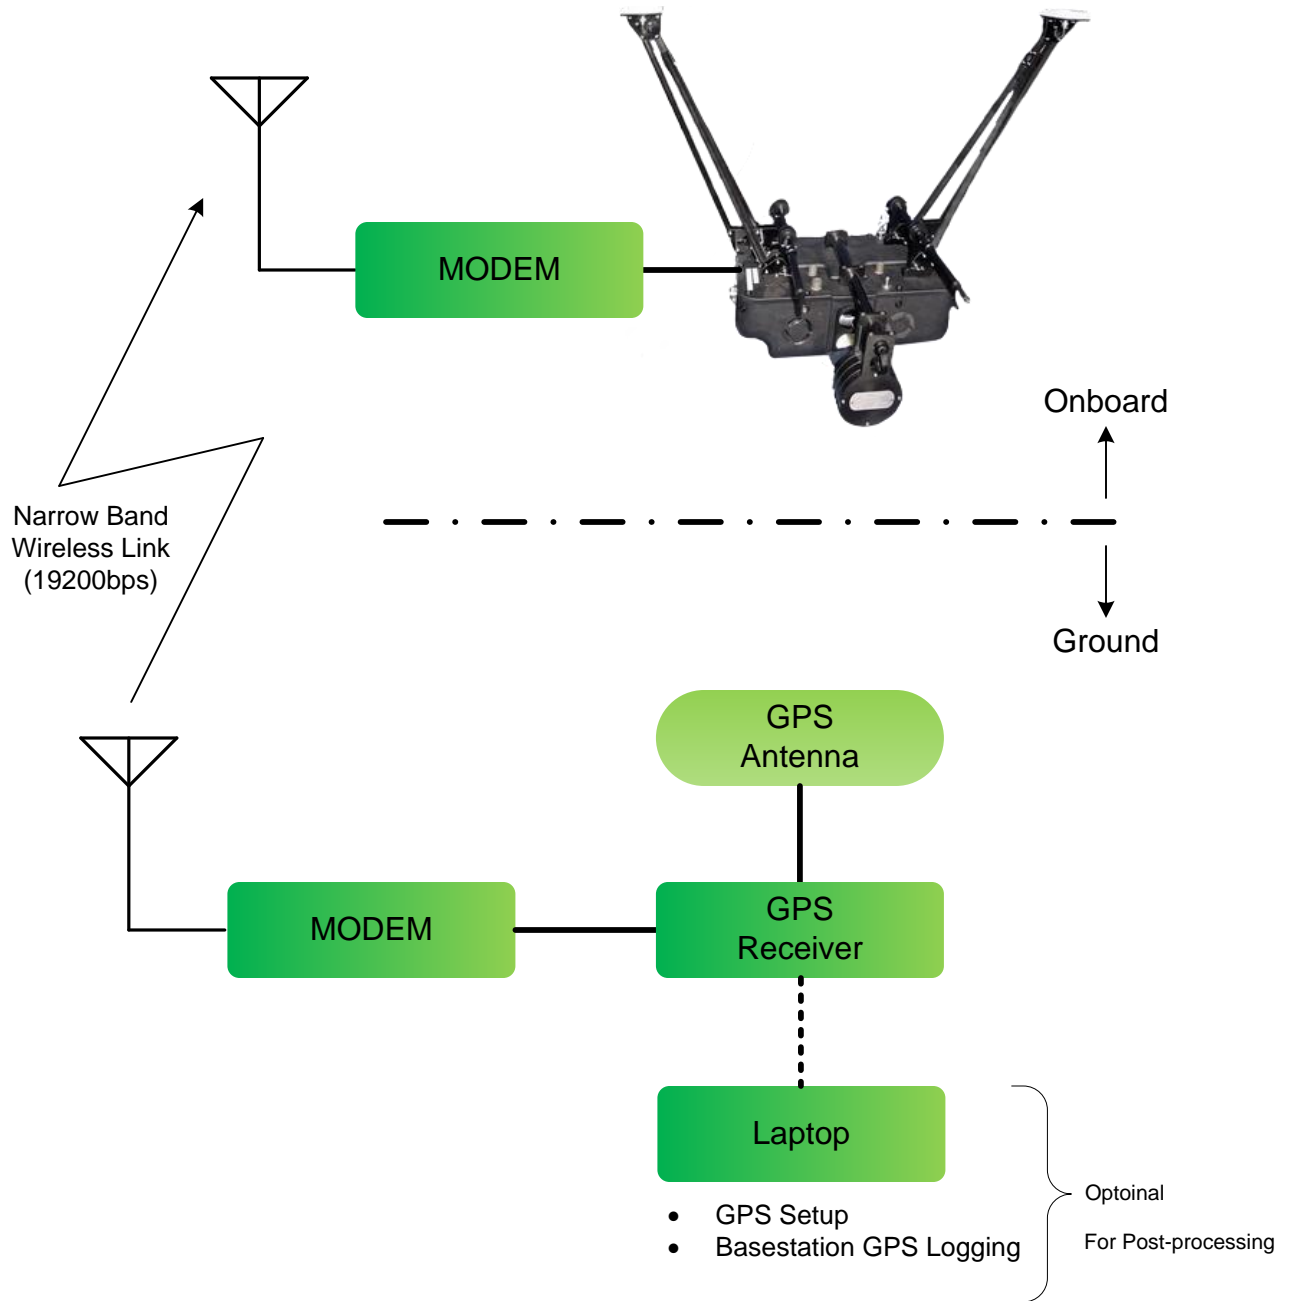 MODEM
Onboard
Narrow Band
Wireless Link
(19200bps)
Ground
GPS
Antenna
MODEM
GPS
Receiver
Laptop
• GPS Setup
• Basestation GPS Logging
Optoinal
For Post-processing